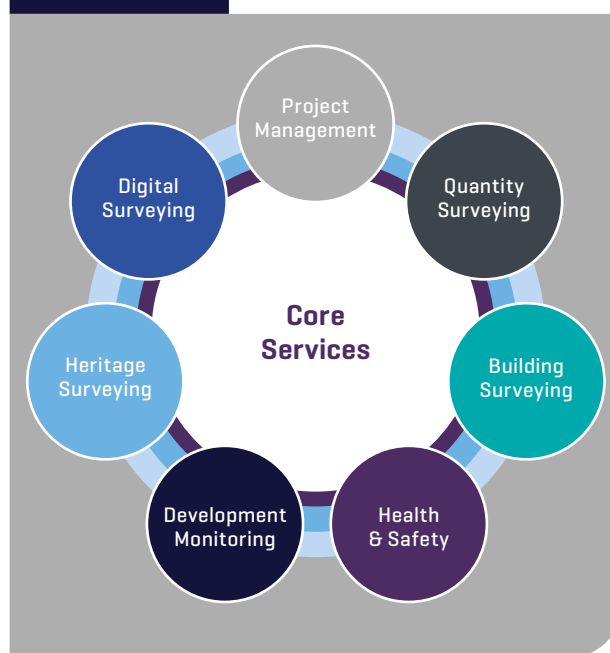 Project
Management
Quantity
Surveying
Building
Surveying
Health
& Safety
Development
Monitoring
Heritage
Surveying
Digital
Surveying
Core
Services